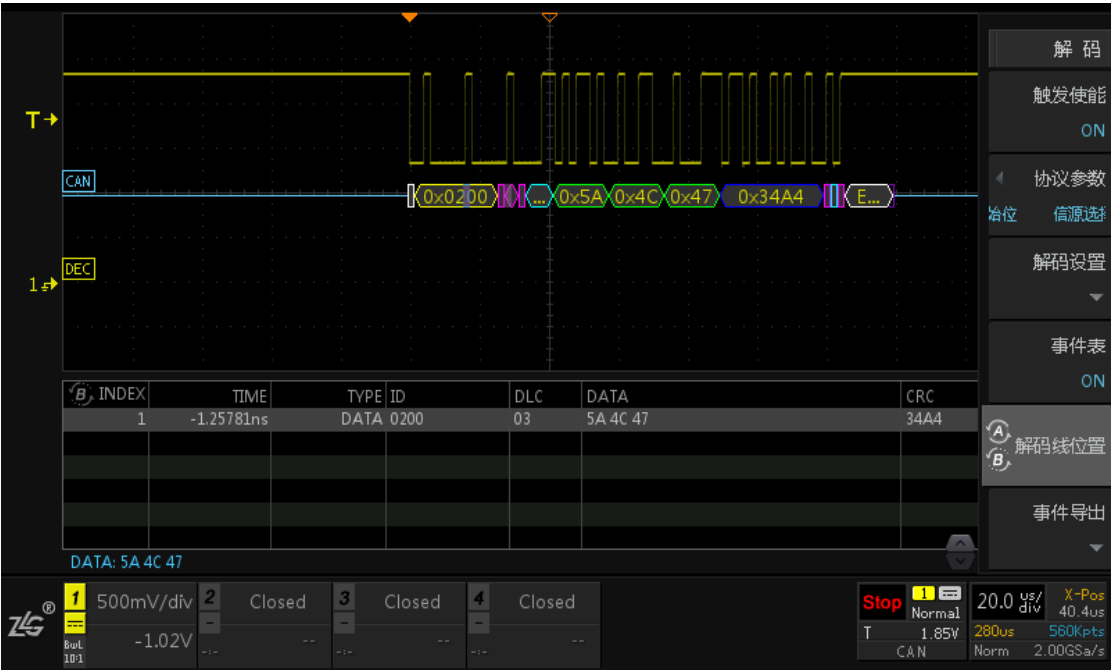 解 码
触发使能
T
ON
CAN
协议参数
0x0200
...
0x5A
0x4C
0x47
0x34A4
E...
始位 信源选择
DEC
解码设置
1
事件表
ON
B INDEX TIME TYPE ID DLC DATA CRC
1 -1.25781ns DATA 0200 03 5A 4C 47 34A4
A
B
解码线位置
事件导出
DATA: 5A 4C 47
ZLG®
1 500mV/div 2 Closed 3 Closed 4 Closed
BwL
10:1
-1.02V -:- -- -:- -- -:- --
Stop 1 Normal
T 1.85V
CAN
20.0 us/div X-Pos
40.4us
280us 560Kpts
Norm 2.00GSa/s